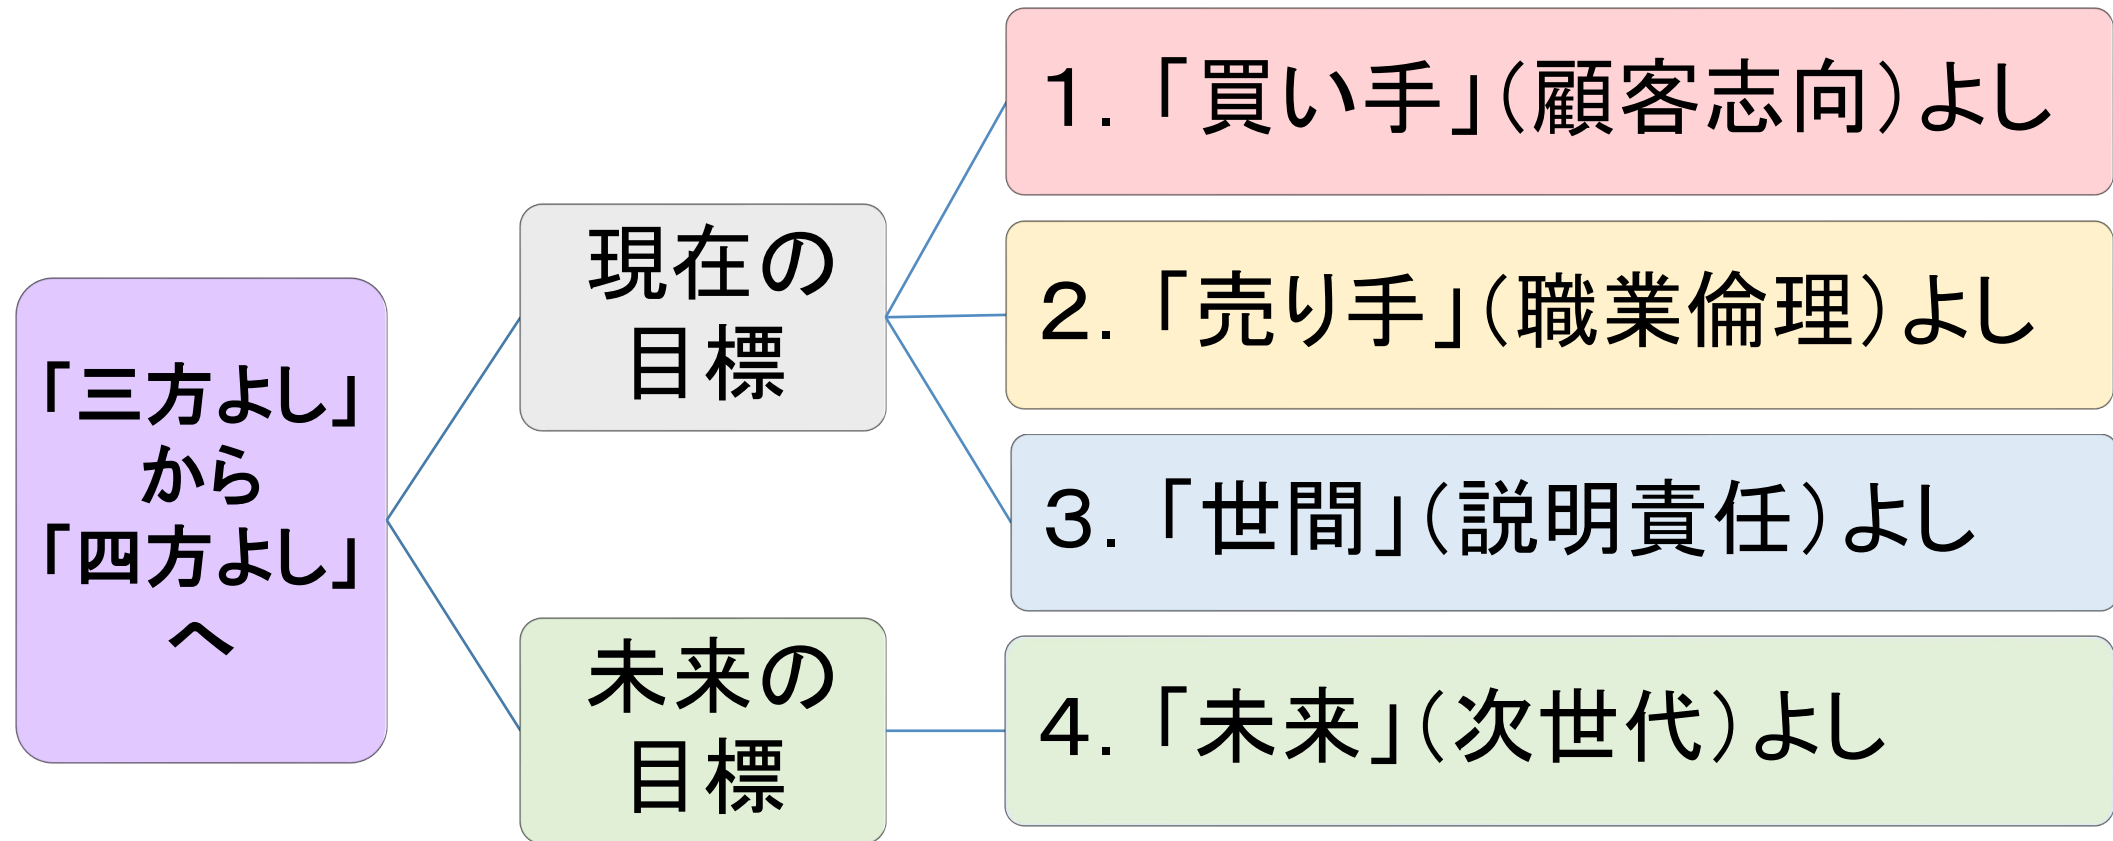 「三方よし」
から
「四方よし」
へ
現在の
目標
１．「買い手」（顧客志向）よし
２．「売り手」（職業倫理）よし
３．「世間」（説明責任）よし
未来の
目標
４．「未来」（次世代）よし